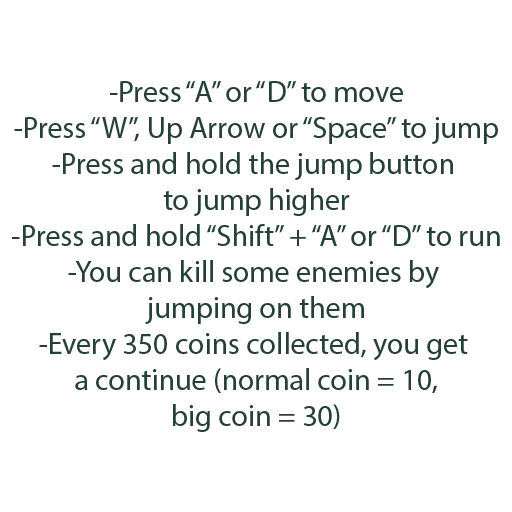 -Press “A” or “D” to move
-Press “W”, Up Arrow or “Space” to jump
-Press and hold the jump button
to jump higher
-Press and hold “Shift” + “A” or “D” to run
-You can kill some enemies by
jumping on them
-Every 350 coins collected, you get
a continue (normal coin = 10,
big coin = 30)